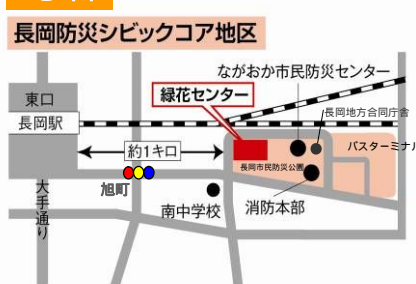 長岡防災シビックコア地区
ながおか市民防災センター
東口
緑花センター
長岡駅
長岡地方合同庁舎
約1キロ
長岡市民防災公園
バスターミナル
旭町
大手通り
南中学校
消防本部